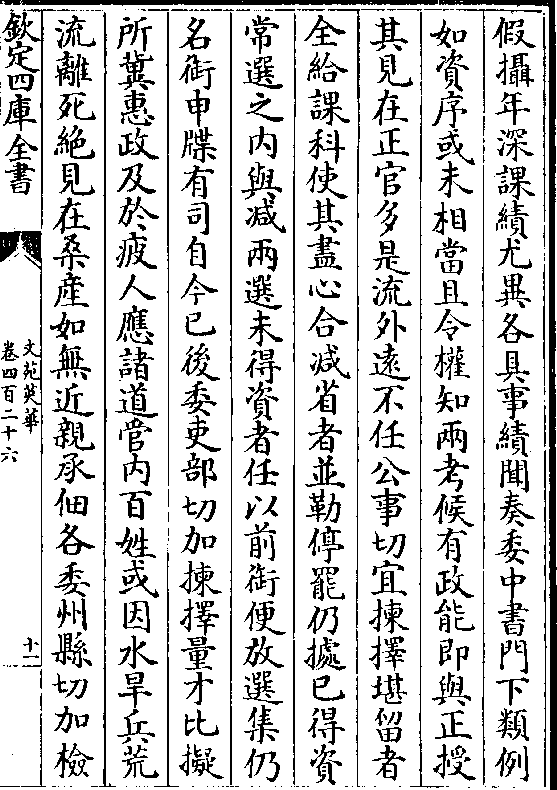 假攝年深課績尤異各具事績聞奏委中書門下類例
如資序或未相當且令權知兩考候有政能即與正授
其見在正官多是流外遠不任公事切宜揀擇堪留者
全給課科使其盡心合减省者並勒停罷仍據已得資
常選之内與减兩選未得資者任以前銜便放選集仍
名銜申牒有司自今已後委吏部切加揀擇量才比擬
所冀惠政及於疲人應諸道管内百姓或因水旱兵荒
流離死絶見在桑産如無近親承佃各委州縣切加檢
欽定四庫全書
文苑英華
卷四百二十六
十一